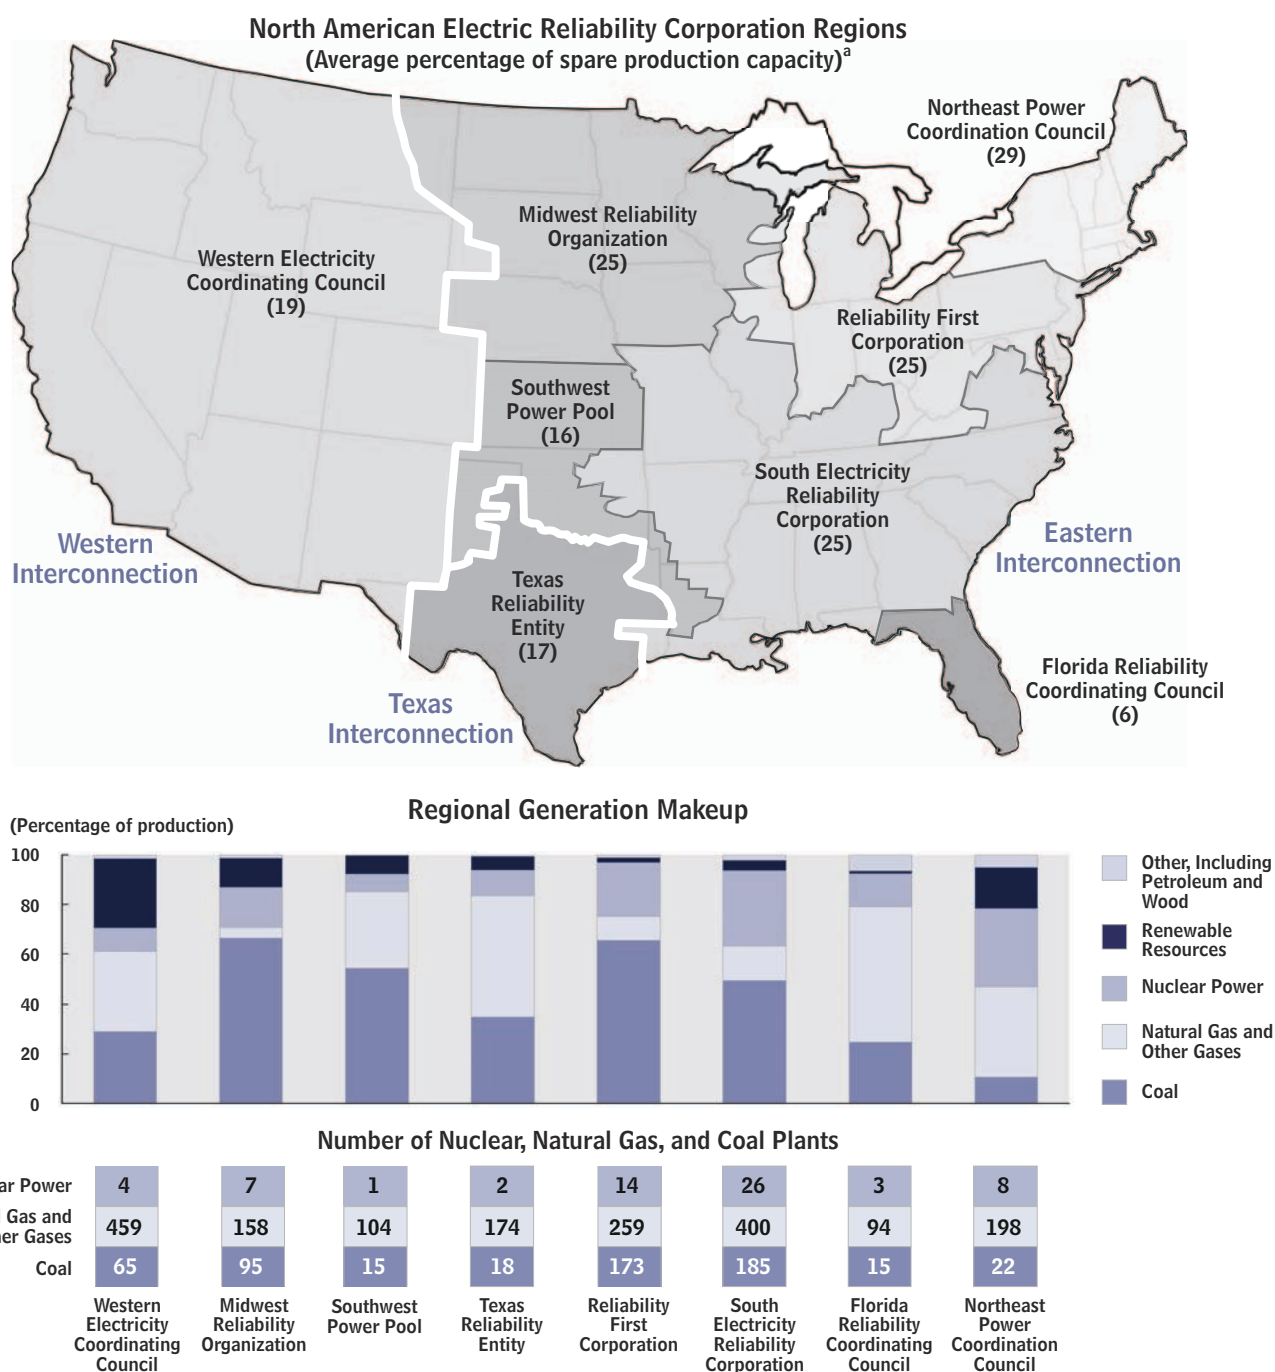 North American Electric Reliability Corporation Regions
(Average percentage of spare production capacity)a
Northeast Power
Coordination Council
(29)
Midwest Reliability
Organization
(25)
Western Electricity
Coordinating Council
(19)
Reliability First
Corporation
(25)
Southwest
Power Pool
(16)
South Electricity
Reliability
Corporation
(25)
Western
Interconnection
Eastern
Interconnection
Texas
Reliability
Entity
(17)
Florida Reliability
Coordinating Council
(6)
Texas
Interconnection
Regional Generation Makeup
(Percentage of production)
100
80
60
40
20
0
Other, Including
Petroleum and
Wood
Renewable
Resources
Nuclear Power
Natural Gas and
Other Gases
Coal
Number of Nuclear, Natural Gas, and Coal Plants
ar Power 4 7 1 2 14 26 3 8
Gas and
er Gases 459 158 104 174 259 400 94 198
Coal 65 95 15 18 173 185 15 22
Western
Electricity
Coordinating
Council
Midwest
Reliability
Organization
Southwest
Power Pool
Texas
Reliability
Entity
Reliability
First
Corporation
South
Electricity
Reliability
Corporation
Florida
Reliability
Coordinating
Council
Northeast
Power
Coordination
Council